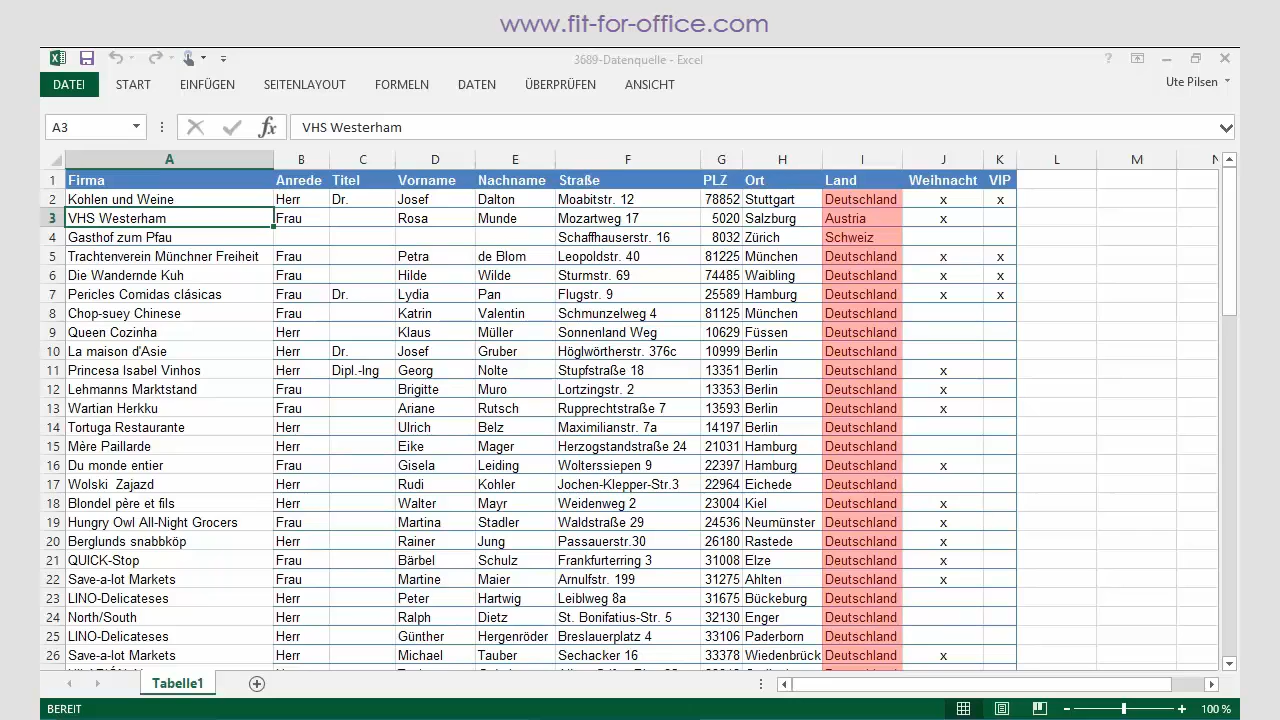 www.fit-for-office.com
3689-Datenquelle - Excel
?
DATEI START EINFÜGEN SEITENLAYOUT FORMELN DATEN ÜBERPRÜFEN ANSICHT Ute Pilsen
A3 fx VHS Westerham
A B C D E F G H I J K L M N
1 Firma Anrede Titel Vorname Nachname Straße PLZ Ort Land Weihnacht VIP
2 Kohlen und Weine Herr Dr. Josef Dalton Moabitstr. 12 78852 Stuttgart Deutschland x x
3 VHS Westerham Frau Rosa Munde Mozartweg 17 5020 Salzburg Austria x
4 Gasthof zum Pfau Schaffhauserstr. 16 8032 Zürich Schweiz
5 Trachtenverein Münchner Freiheit Frau Petra de Blom Leopoldstr. 40 81225 München Deutschland x x
6 Die Wandernde Kuh Frau Hilde Wilde Sturmstr. 69 74485 Waibling Deutschland x x
7 Pericles Comidas clásicas Frau Dr. Lydia Pan Flugstr. 9 25589 Hamburg Deutschland x x
8 Chop-suey Chinese Frau Katrin Valentin Schmunzelweg 4 81125 München Deutschland
9 Queen Cozinha Herr Klaus Müller Sonnenland Weg 10629 Füssen Deutschland
10 La maison d'Asie Herr Dr. Josef Gruber Höglwörtherstr. 376c 10999 Berlin Deutschland
11 Princesa Isabel Vinhos Herr Dipl.-Ing Georg Nolte Stupfstraße 18 13351 Berlin Deutschland x
12 Lehmanns Marktstand Frau Brigitte Muro Lortzingstr. 2 13353 Berlin Deutschland x
13 Wartian Herkku Frau Ariane Rutsch Rupprechtstraße 7 13593 Berlin Deutschland x
14 Tortuga Restaurante Herr Ulrich Belz Maximilianstr. 7a 14197 Berlin Deutschland
15 Mère Paillarde Herr Eike Mager Herzogstandstraße 24 21031 Hamburg Deutschland
16 Du monde entier Frau Gisela Leiding Wolterssiepen 9 22397 Hamburg Deutschland x
17 Wolski Zajazd Herr Rudi Kohler Jochen-Klepper-Str.3 22964 Eichede Deutschland
18 Blondel père et fils Herr Walter Mayr Weidenweg 2 23004 Kiel Deutschland x
19 Hungry Owl All-Night Grocers Frau Martina Stadler Waldstraße 29 24536 Neumünster Deutschland x
20 Berglunds snabbköp Herr Rainer Jung Passauerstr.30 26180 Rastede Deutschland x
21 QUICK-Stop Frau Bärbel Schulz Frankfurterring 3 31008 Elze Deutschland x
22 Save-a-lot Markets Frau Martine Maier Arnulfstr. 199 31275 Ahlten Deutschland x
23 LINO-Delicateses Herr Peter Hartwig Leiblweg 8a 31675 Bückeburg Deutschland
24 North/South Herr Ralph Dietz St. Bonifatius-Str. 5 32130 Enger Deutschland
25 LINO-Delicateses Herr Günther Hergenröder Breslauerplatz 4 33106 Paderborn Deutschland
26 Save-a-lot Markets Herr Michael Tauber Sechacker 16 33378 Wiedenbrück Deutschland x
Tabelle1
BEREIT 100 %